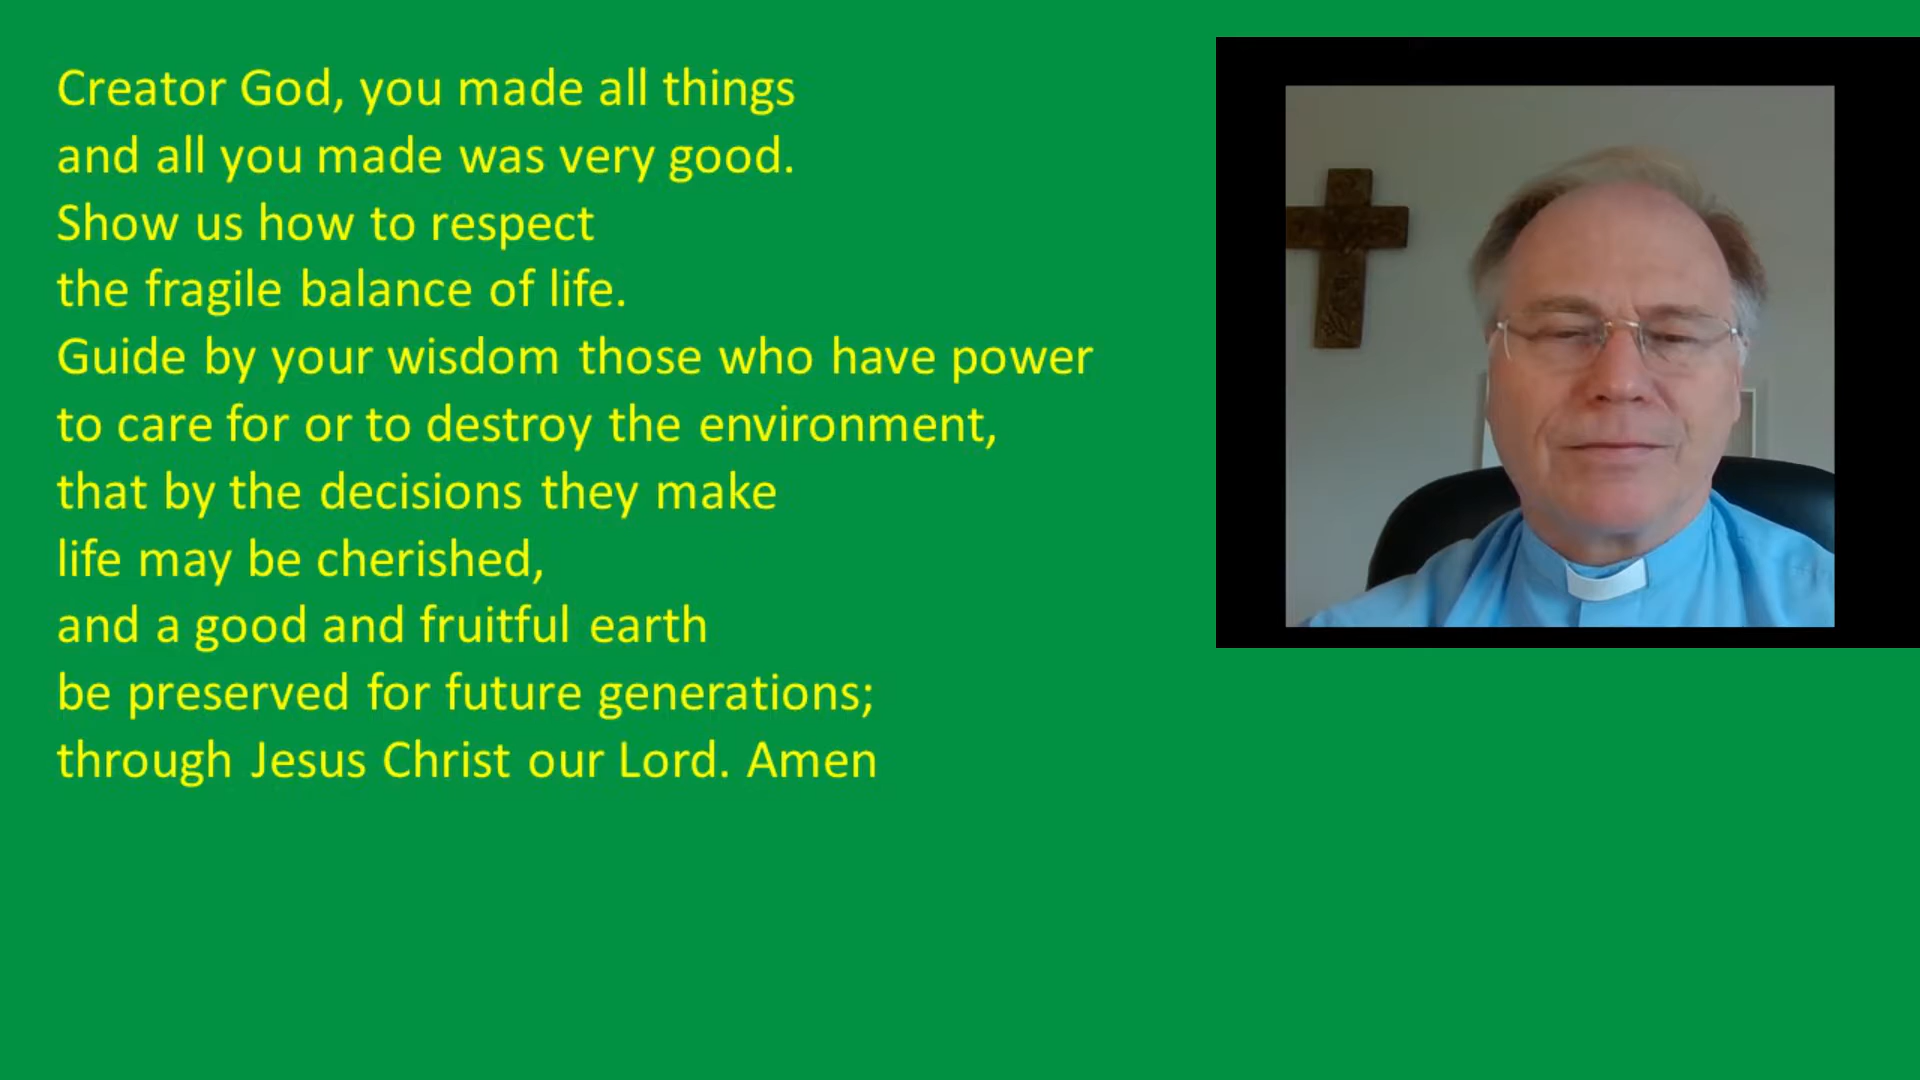 Creator God, you made all things
and all you made was very good.
Show us how to respect
the fragile balance of life.
Guide by your wisdom those who have power
to care for or to destroy the environment,
that by the decisions they make
life may be cherished,
and a good and fruitful earth
be preserved for future generations;
through Jesus Christ our Lord. Amen